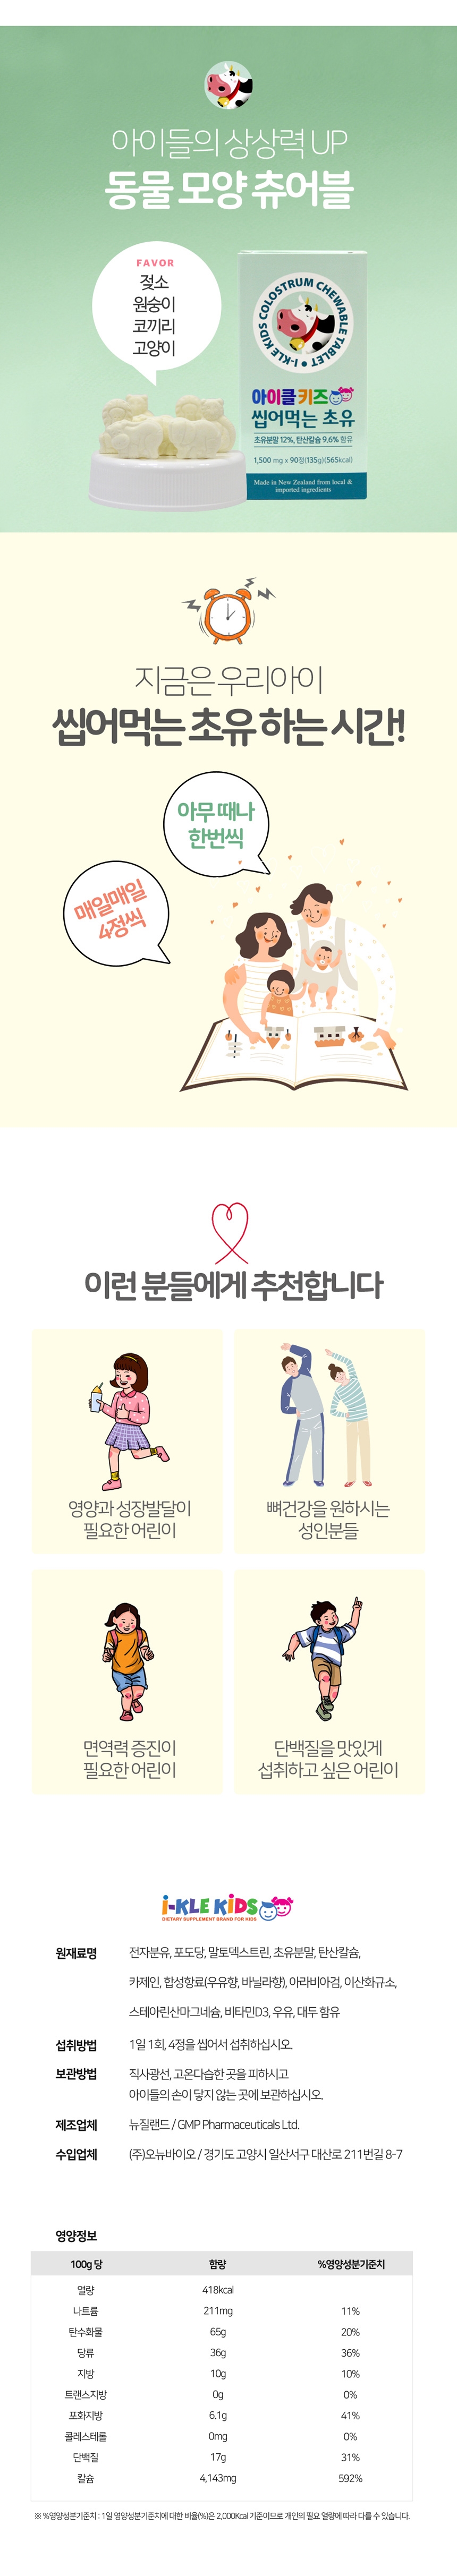 아이들의 상상력 UP
동물 모양 츄어블
FAVOR
젖소
원숭이
코끼리
고양이
I-KLE KIDS COLOSTRUM CHEWABLE TABLET
아이클 키즈
씹어먹는 초유
초유분말 12%, 탄산칼슘 9.6% 함유
1,500 mg x 90정(135g)(565kcal)
Made in New Zealand from local &
imported ingredients
지금은 우리아이
씹어먹는 초유 하는 시간!
아무 때나
한번씩
매일매일
4정씩
이런 분들에게 추천합니다
영양과 성장발달이
필요한 어린이
뼈건강을 원하시는
성인분들
면역력 증진이
필요한 어린이
단백질을 맛있게
섭취하고 싶은 어린이
i-KLE KiDS
DIETARY SUPPLEMENT BRAND FOR KIDS
원재료명 전지분유, 포도당, 말토덱스트린, 초유분말, 탄산칼슘,
카제인, 합성향료(우유향, 바닐라향), 아라비아검, 이산화규소,
스테아린산마그네슘, 비타민D3, 우유, 대두 함유
섭취방법 1일 1회, 4정을 씹어서 섭취하십시오.
보관방법 직사광선, 고온다습한 곳을 피하시고
아이들의 손이 닿지 않는 곳에 보관하십시오.
제조업체 뉴질랜드 / GMP Pharmaceuticals Ltd.
수입업체 (주)오뉴바이오 / 경기도 고양시 일산서구 대산로 211번길 8-7
영양정보
100g 당 함량 %영양성분기준치
열량 418kcal
나트륨 211mg 11%
탄수화물 65g 20%
당류 36g 36%
지방 10g 10%
트랜스지방 0g 0%
포화지방 6.1g 41%
콜레스테롤 0mg 0%
단백질 17g 31%
칼슘 4,143mg 592%
※ %영양성분기준치 : 1일 영양성분기준치에 대한 비율(%)은 2,000Kcal 기준이므로 개인의 필요 열량에 따라 다를 수 있습니다.